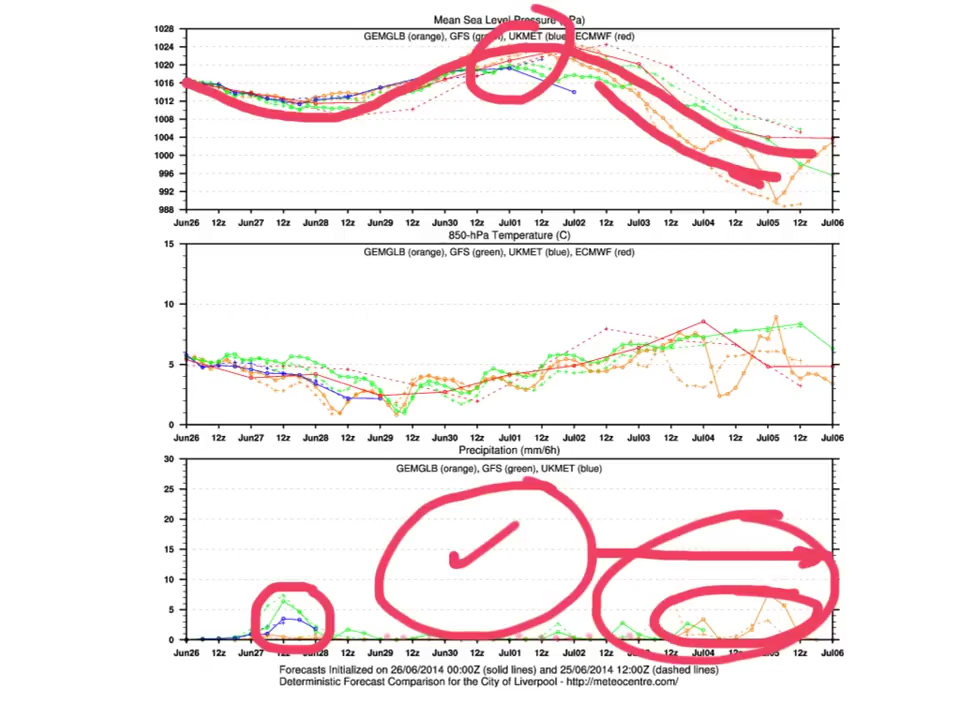 Mean Sea Level Pressure Pa)
GEMGLB (orange), GFS (green), UKMET (blue), ECMWF (red)
1028
1024
1020
1016
1012
1008
1004
1000
996
992
988
Jun26 12z Jun27 12z Jun28 12z Jun29 12z Jun30 12z Jul01 12z Jul02 12z Jul03 12z Jul04 12z Jul05 12z Jul06
850-hPa Temperature (C)
GEMGLB (orange), GFS (green), UKMET (blue), ECMWF (red)
15
10
5
0
Jun26 12z Jun27 12z Jun28 12z Jun29 12z Jun30 12z Jul01 12z Jul02 12z Jul03 12z Jul04 12z Jul05 12z Jul06
Precipitation (mm/6h)
GEMGLB (orange), GFS (green), UKMET (blue)
30
25
20
15
10
5
0
Jun26 12z Jun27 12z Jun28 12z Jun29 12z Jun30 12z Jul01 12z Jul02 12z Jul03 12z Jul04 12z Jul05 12z Jul06
Forecasts Initialized on 26/06/2014 00:00Z (solid lines) and 25/06/2014 12:00Z (dashed lines)
Deterministic Forecast Comparison for the City of Liverpool - http://meteocentre.com/